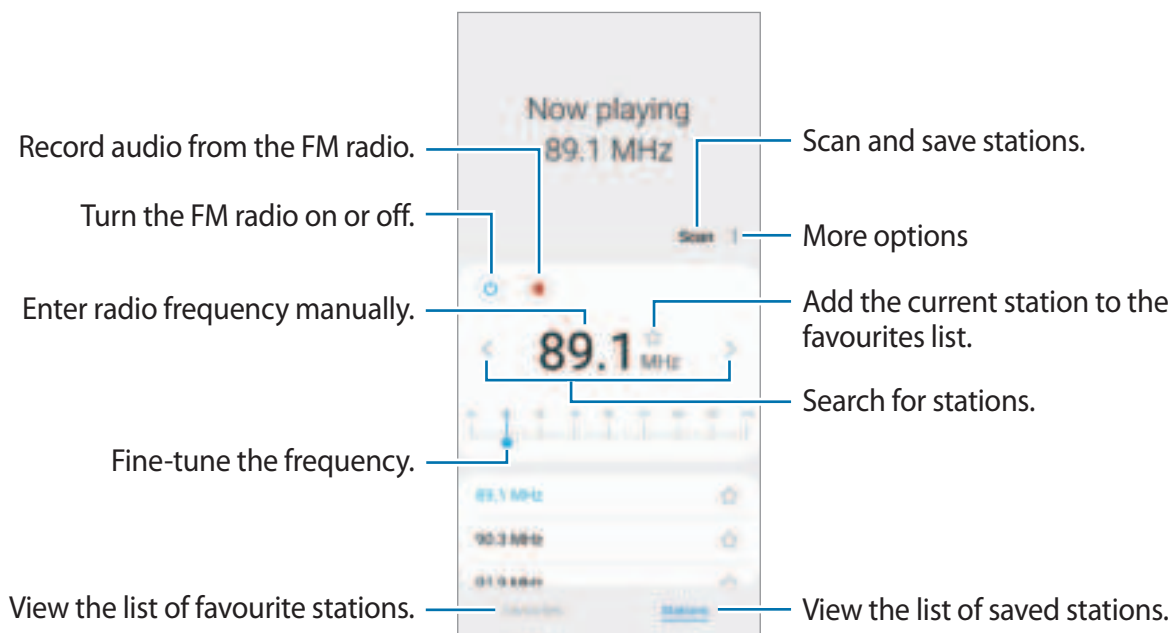 Now playing
89.1 MHz
Record audio from the FM radio.
Scan and save stations.
Turn the FM radio on or off.
Scan
More options
Enter radio frequency manually.
Add the current station to the
favourites list.
89.1
MHz
Search for stations.
Fine-tune the frequency.
89.1 MHz
90.3 MHz
View the list of favourite stations.
Stations
View the list of saved stations.